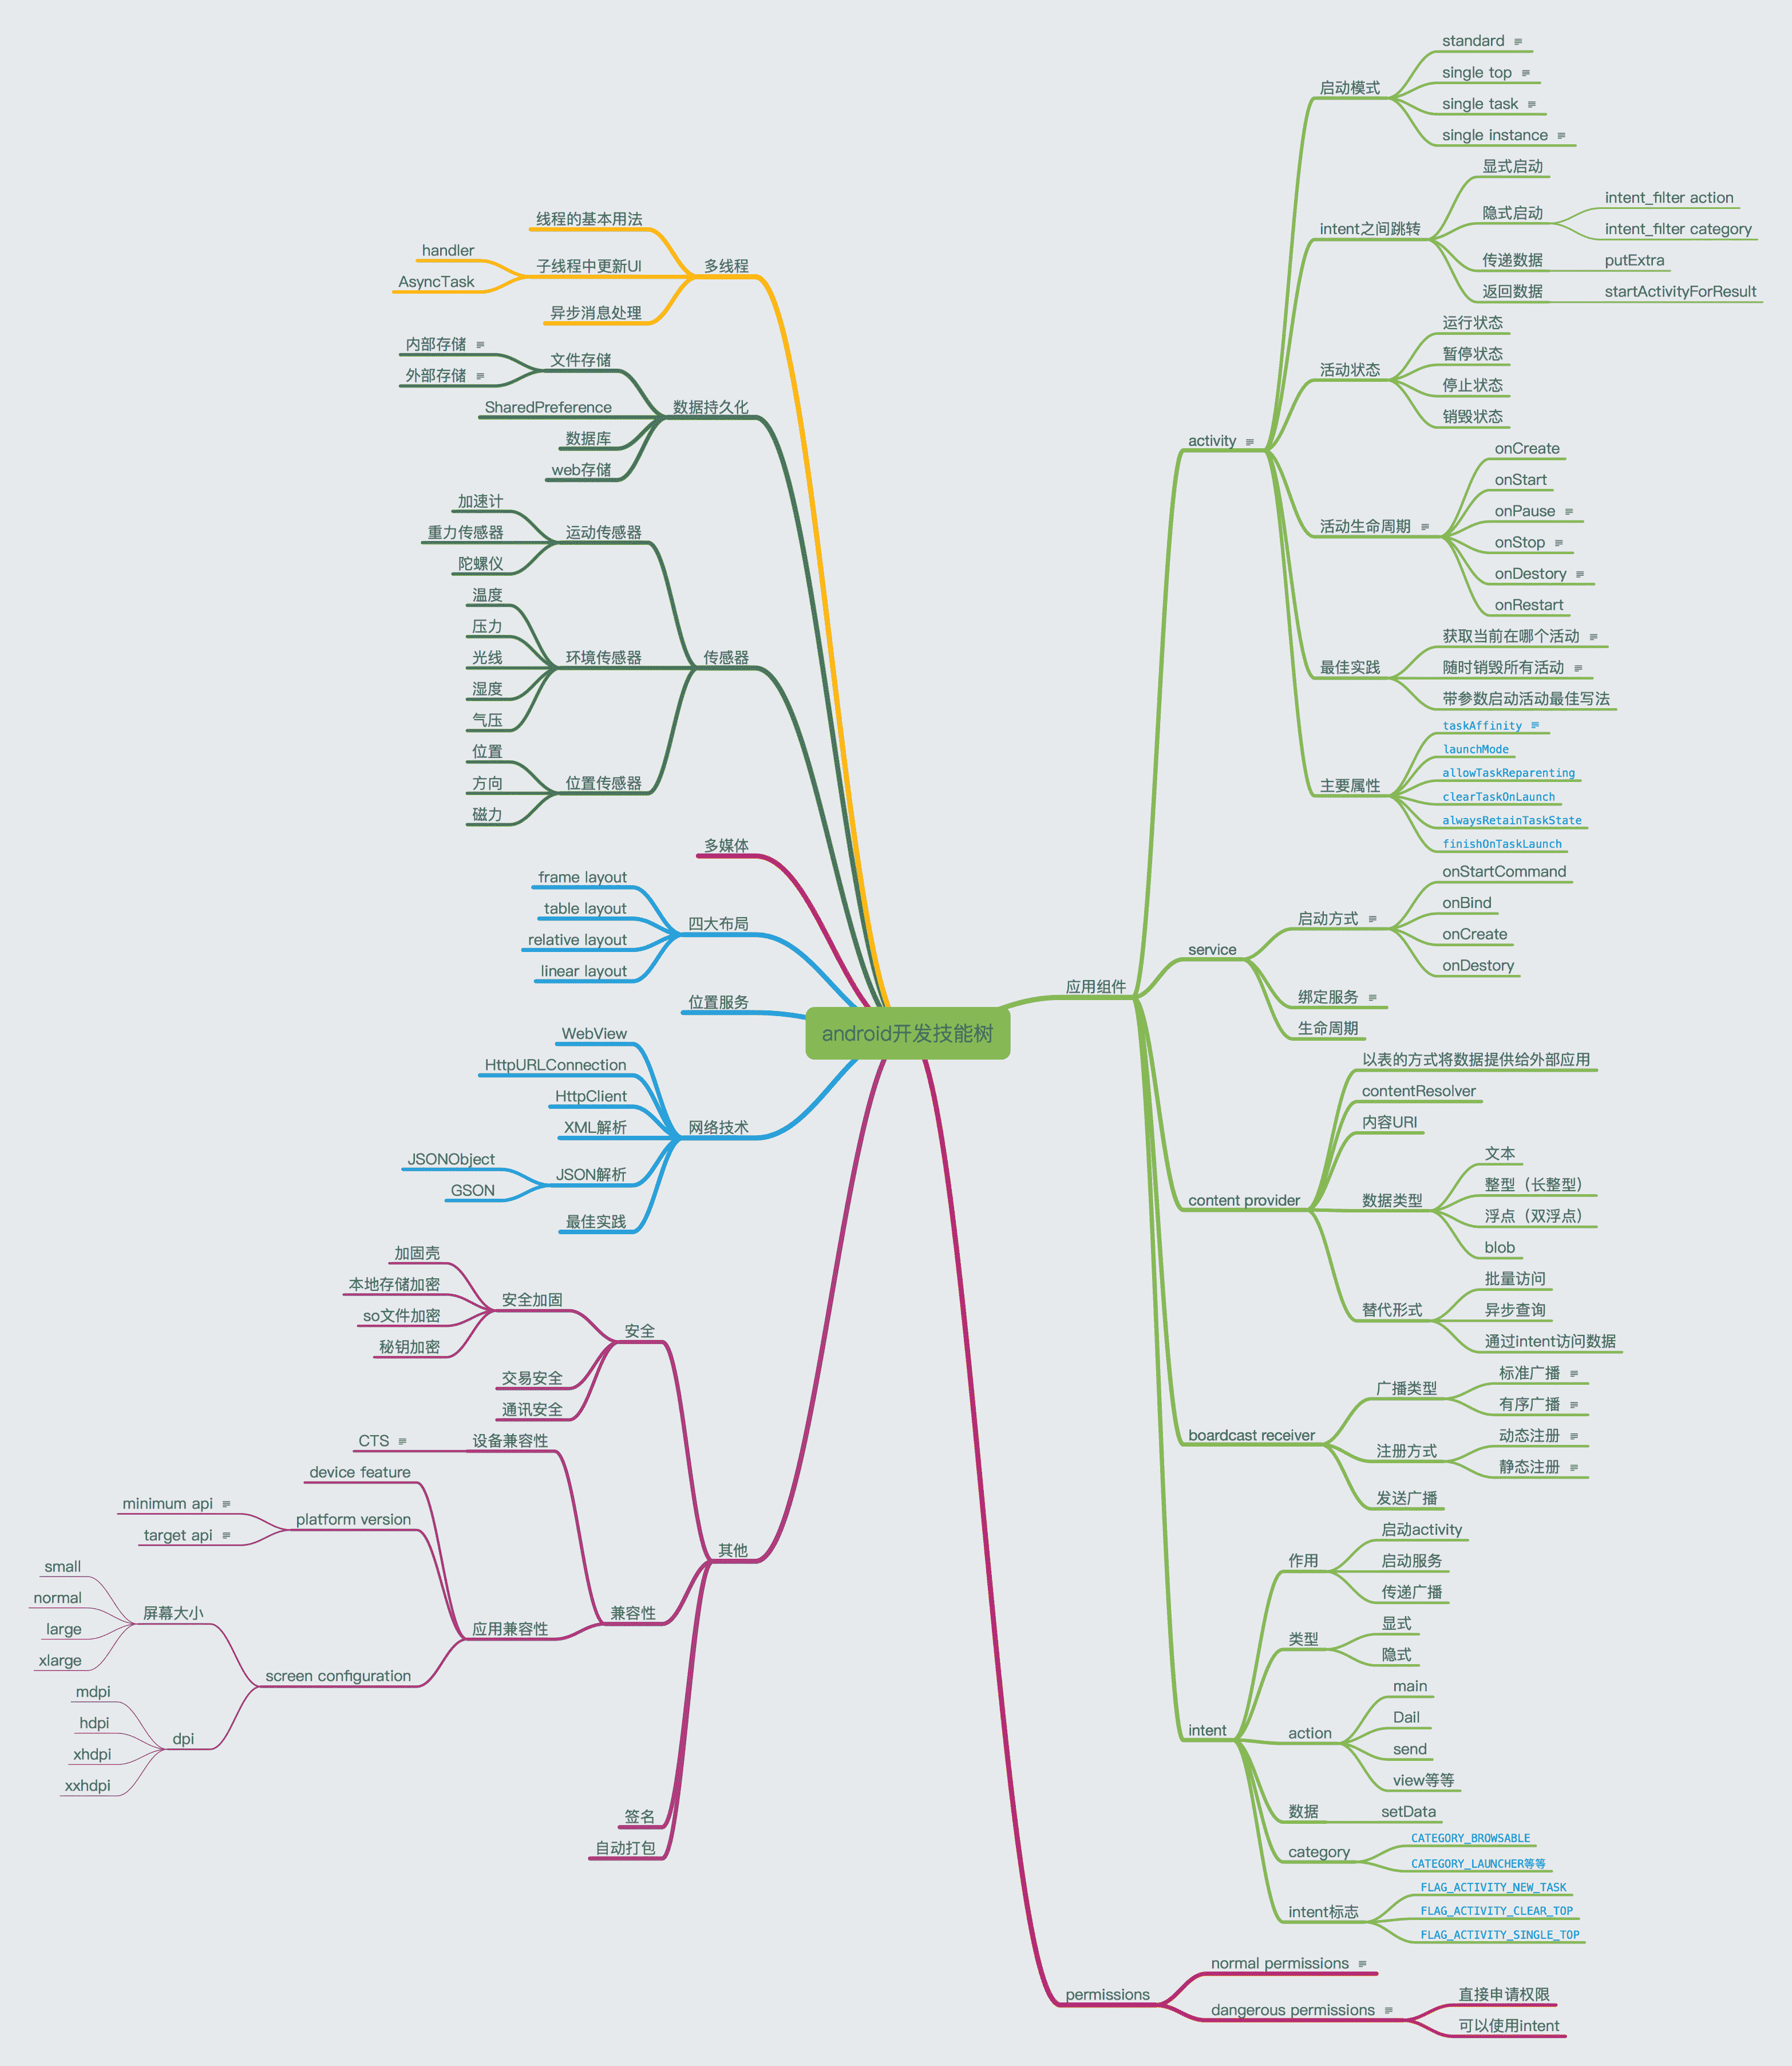 android开发技能树
应用组件
activity
启动模式
standard
single top
single task
single instance
intent之间跳转
显式启动
隐式启动
intent_filter action
intent_filter category
传递数据
putExtra
返回数据
startActivityForResult
活动状态
运行状态
暂停状态
停止状态
销毁状态
活动生命周期
onCreate
onStart
onPause
onStop
onDestory
onRestart
最佳实践
获取当前在哪个活动
随时销毁所有活动
带参数启动活动最佳写法
主要属性
taskAffinity
launchMode
allowTaskReparenting
clearTaskOnLaunch
alwaysRetainTaskState
finishOnTaskLaunch
service
启动方式
onStartCommand
onBind
onCreate
onDestory
绑定服务
生命周期
content provider
以表的方式将数据提供给外部应用
contentResolver
内容URI
数据类型
文本
整型（长整型）
浮点（双浮点）
blob
替代形式
批量访问
异步查询
通过intent访问数据
boardcast receiver
广播类型
标准广播
有序广播
注册方式
动态注册
静态注册
发送广播
intent
作用
启动activity
启动服务
传递广播
类型
显式
隐式
action
main
Dail
send
view等等
数据
setData
category
CATEGORY_BROWSABLE
CATEGORY_LAUNCHER等等
intent标志
FLAG_ACTIVITY_NEW_TASK
FLAG_ACTIVITY_CLEAR_TOP
FLAG_ACTIVITY_SINGLE_TOP
permissions
normal permissions
dangerous permissions
直接申请权限
可以使用intent
多线程
线程的基本用法
子线程中更新UI
handler
AsyncTask
异步消息处理
数据持久化
文件存储
内部存储
外部存储
SharedPreference
数据库
web存储
传感器
运动传感器
加速计
重力传感器
陀螺仪
环境传感器
温度
压力
光线
湿度
气压
位置传感器
位置
方向
磁力
多媒体
四大布局
frame layout
table layout
relative layout
linear layout
位置服务
网络技术
WebView
HttpURLConnection
HttpClient
XML解析
JSON解析
JSONObject
GSON
最佳实践
其他
安全
安全加固
加固壳
本地存储加密
so文件加密
秘钥加密
交易安全
通讯安全
兼容性
设备兼容性
CTS
应用兼容性
device feature
platform version
minimum api
target api
screen configuration
屏幕大小
small
normal
large
xlarge
dpi
mdpi
hdpi
xhdpi
xxhdpi
签名
自动打包